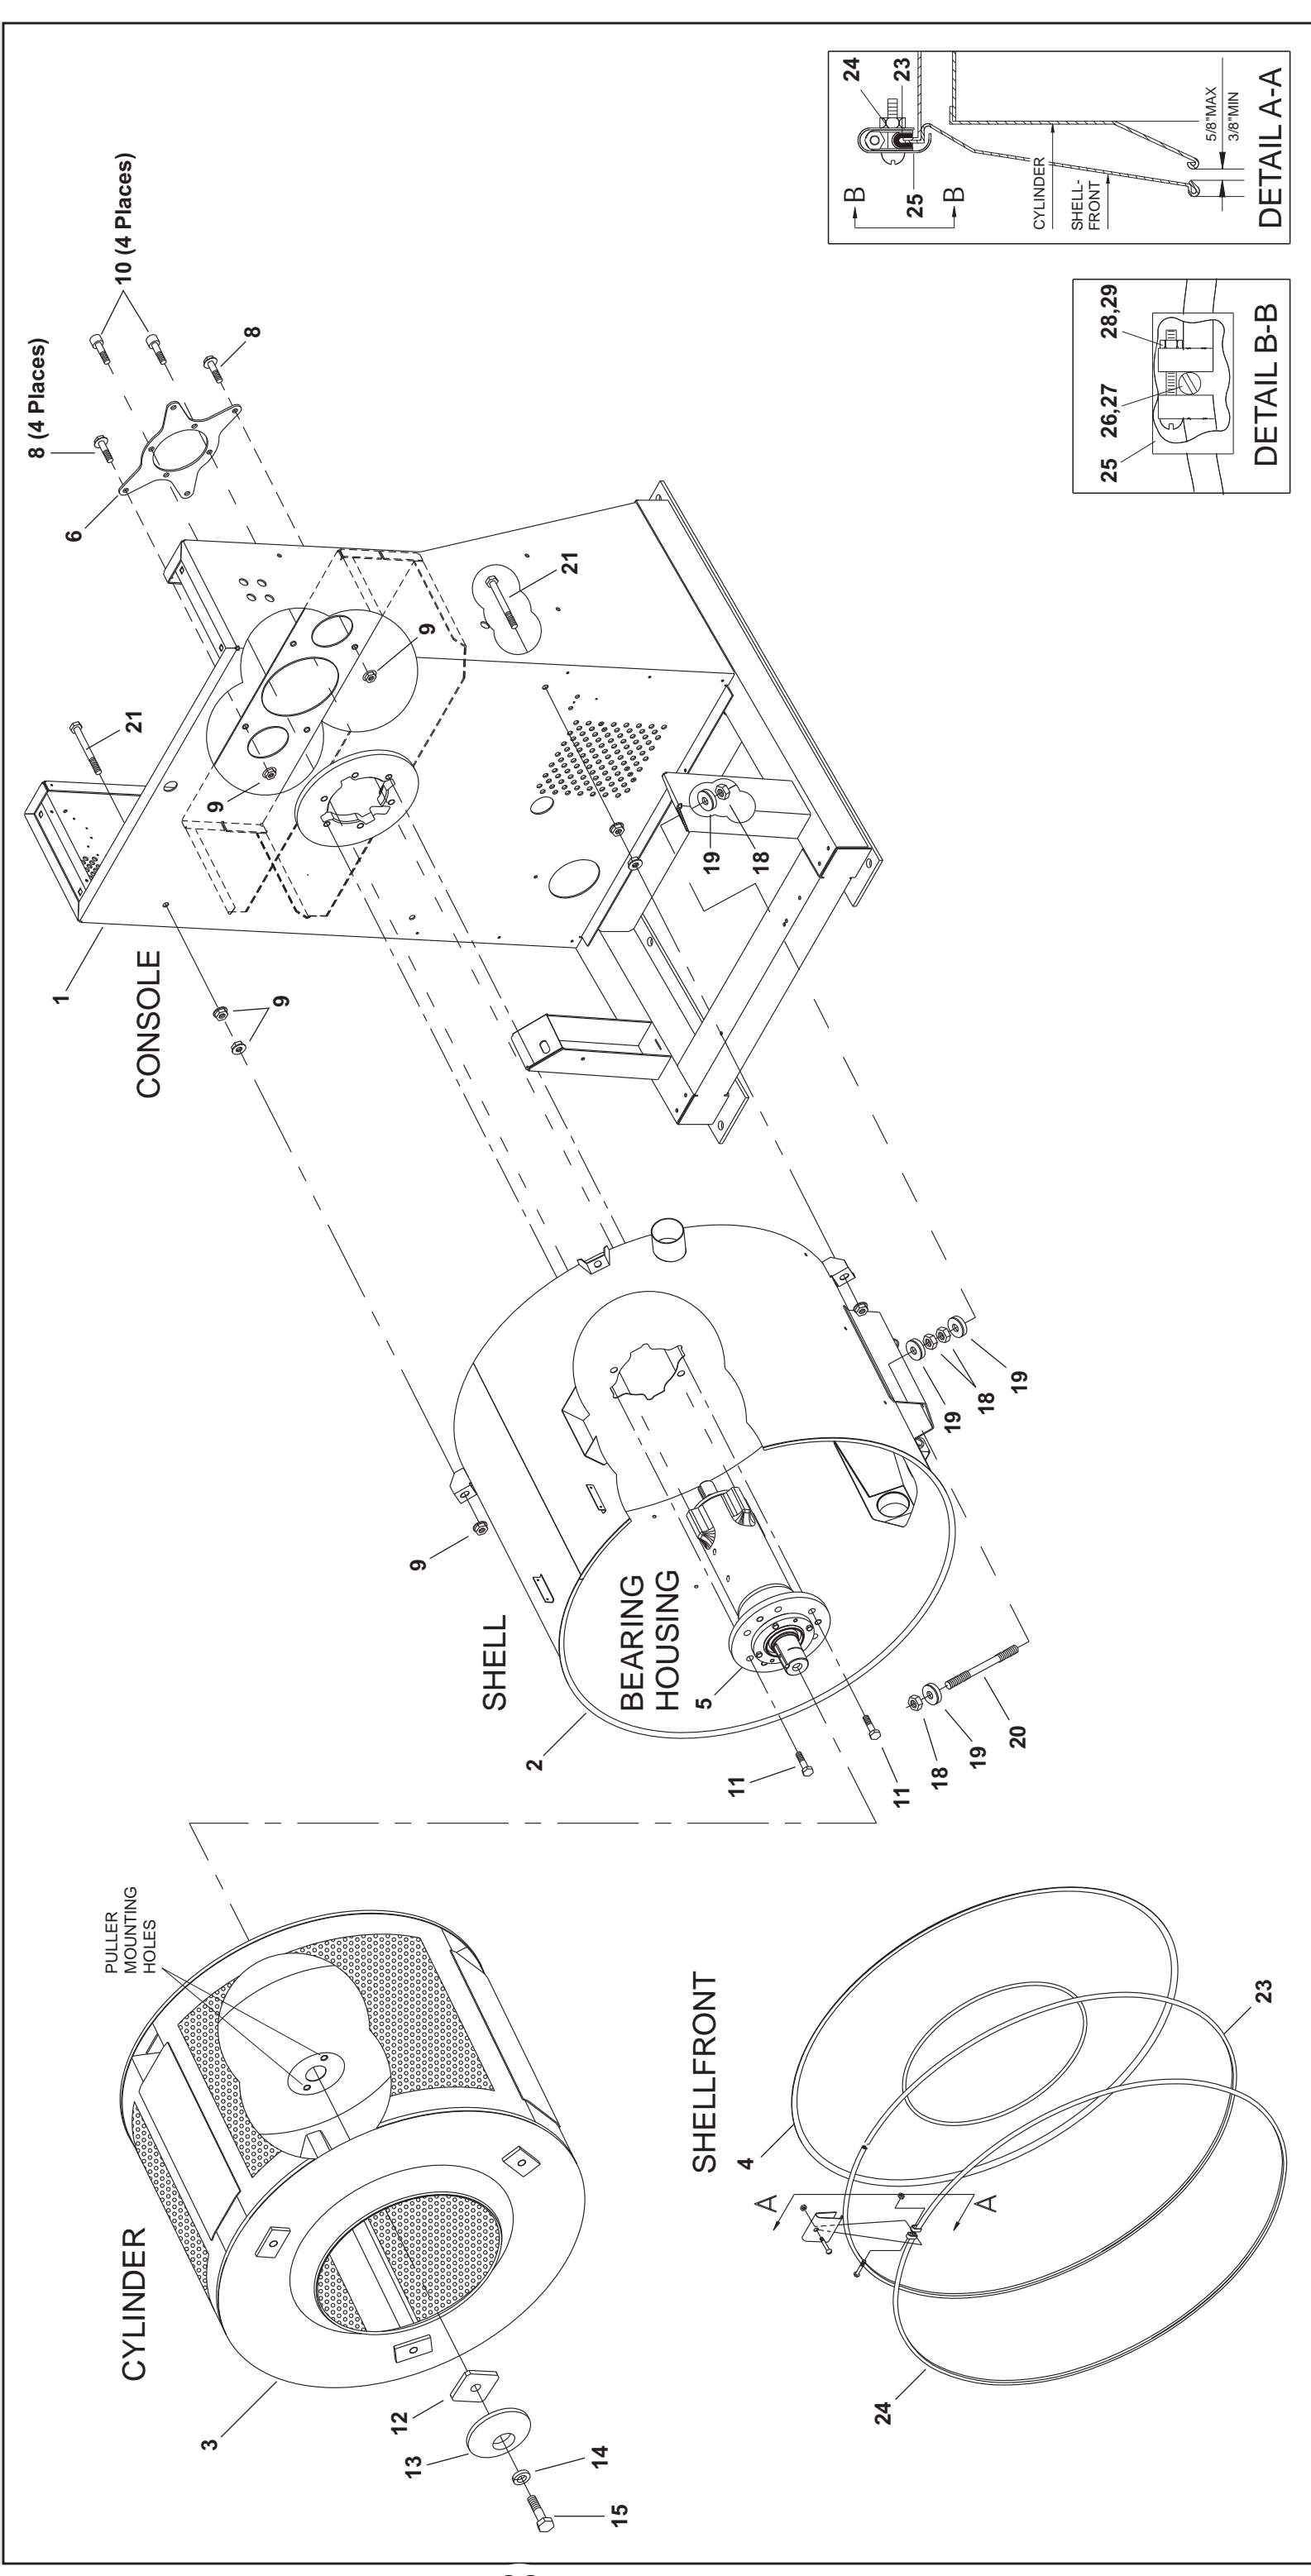 CYLINDER
PULLER
MOUNTING
HOLES
3
12
13
14
15
SHELLFRONT
4
A
A
23
24
SHELL
2
9
BEARING
HOUSING
5
11
11
18
19
20
19
18
19
CONSOLE
1
9
21
9
9
21
19
18
6
8 (4 Places)
8
10 (4 Places)
25
26,27
28,29
DETAIL B-B
B
B
24
23
25
CYLINDER
SHELL-
FRONT
5/8"MAX
3/8"MIN
DETAIL A-A